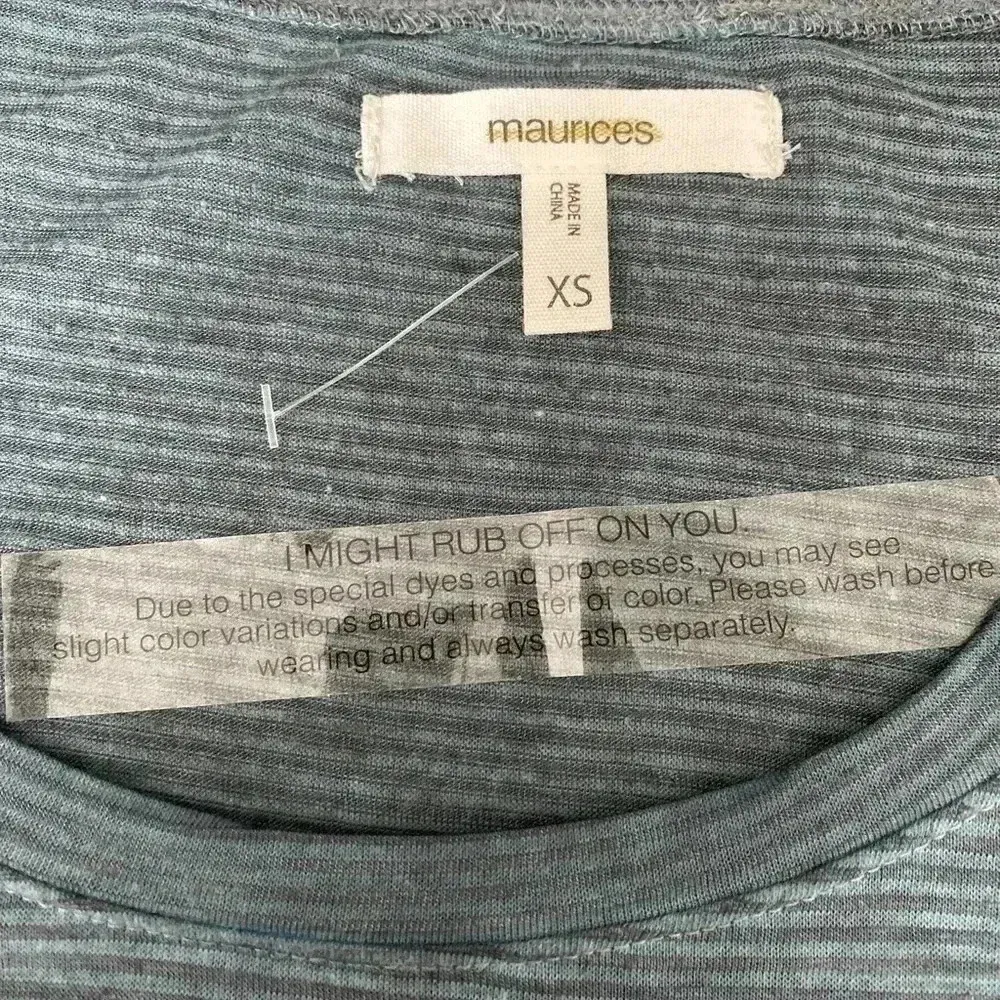 maurices
MADE IN
CHINA
XS
I MIGHT RUB OFF ON YOU.
Due to the special dyes and processes, you may see
slight color variations and/or transfer of color. Please wash before
wearing and always wash separately.